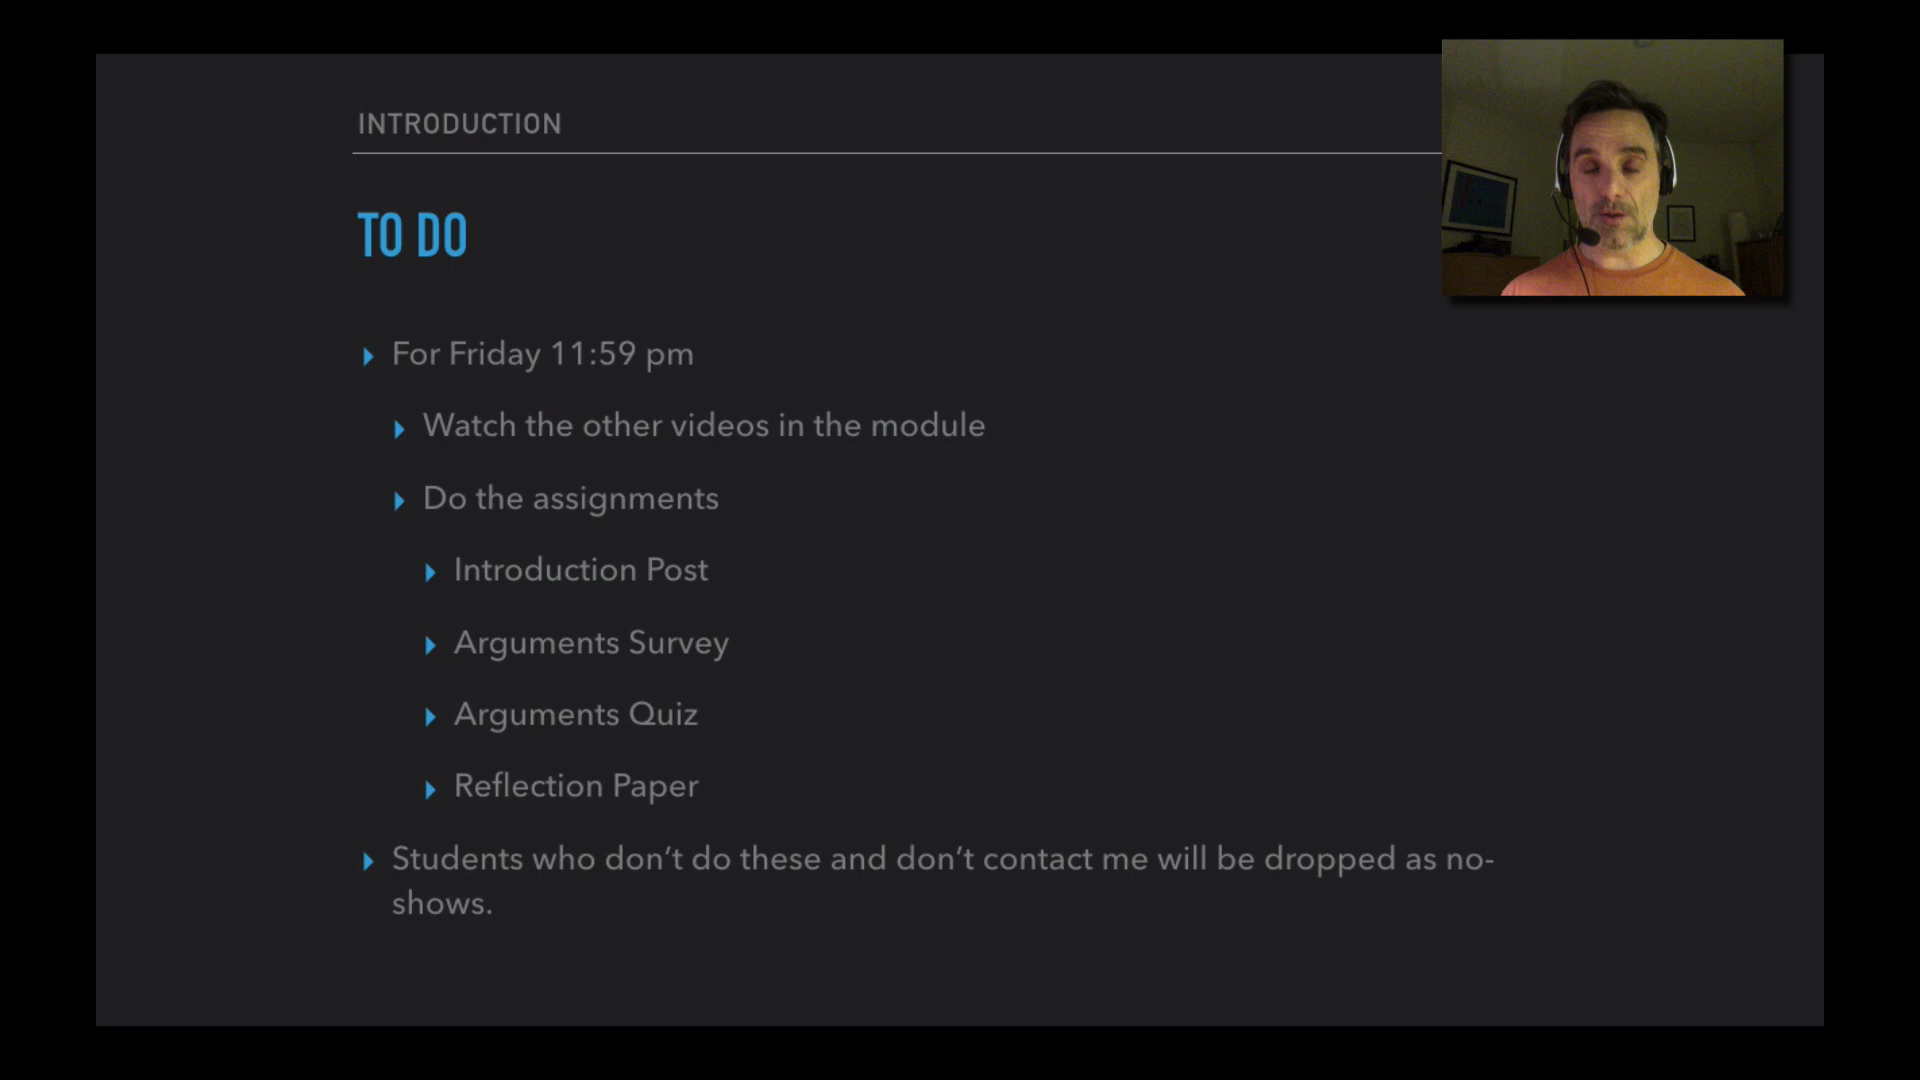 INTRODUCTION
TO DO
For Friday 11:59 pm
Watch the other videos in the module
Do the assignments
Introduction Post
Arguments Survey
Arguments Quiz
Reflection Paper
Students who don’t do these and don’t contact me will be dropped as no-
shows.